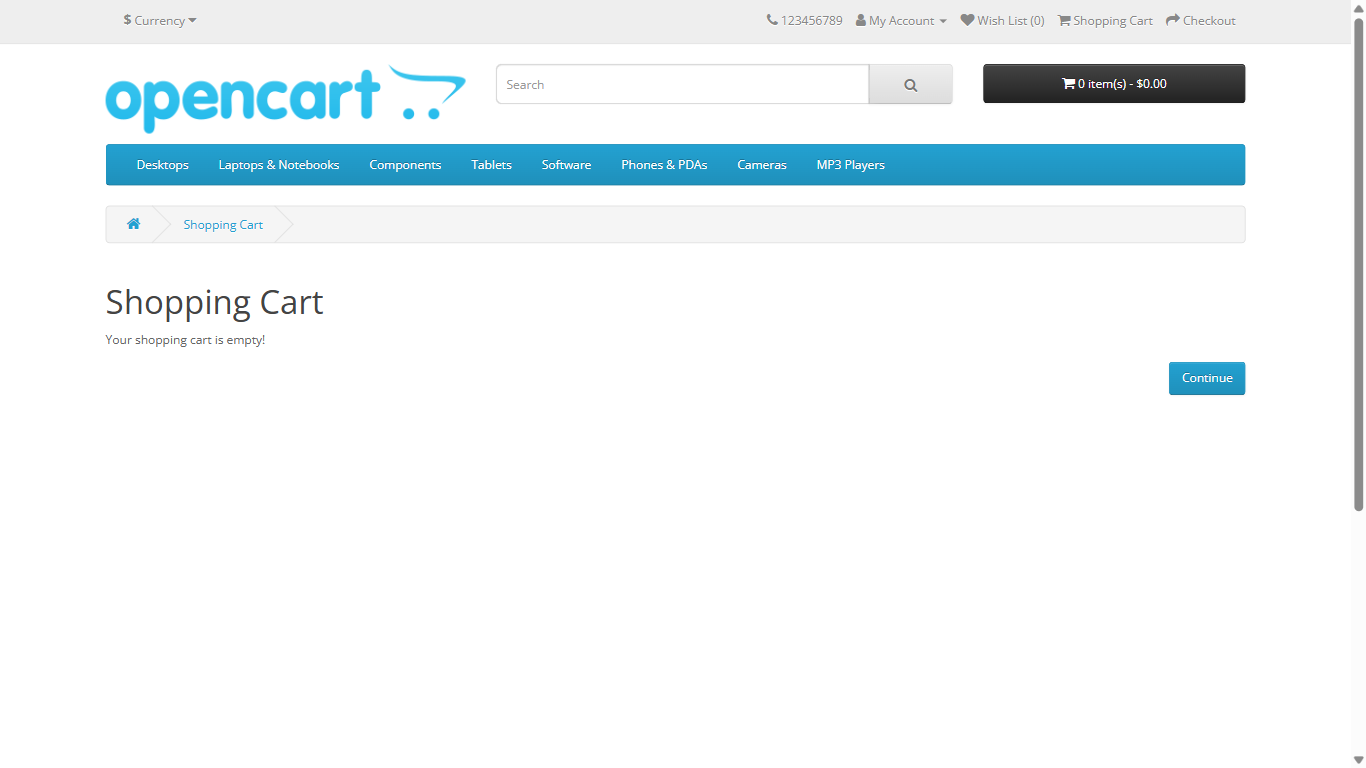 $ Currency
123456789 My Account Wish List (0) Shopping Cart Checkout
opencart
Search
0 item(s) - $0.00
Desktops Laptops & Notebooks Components Tablets Software Phones & PDAs Cameras MP3 Players
Shopping Cart
Shopping Cart
Your shopping cart is empty!
Continue